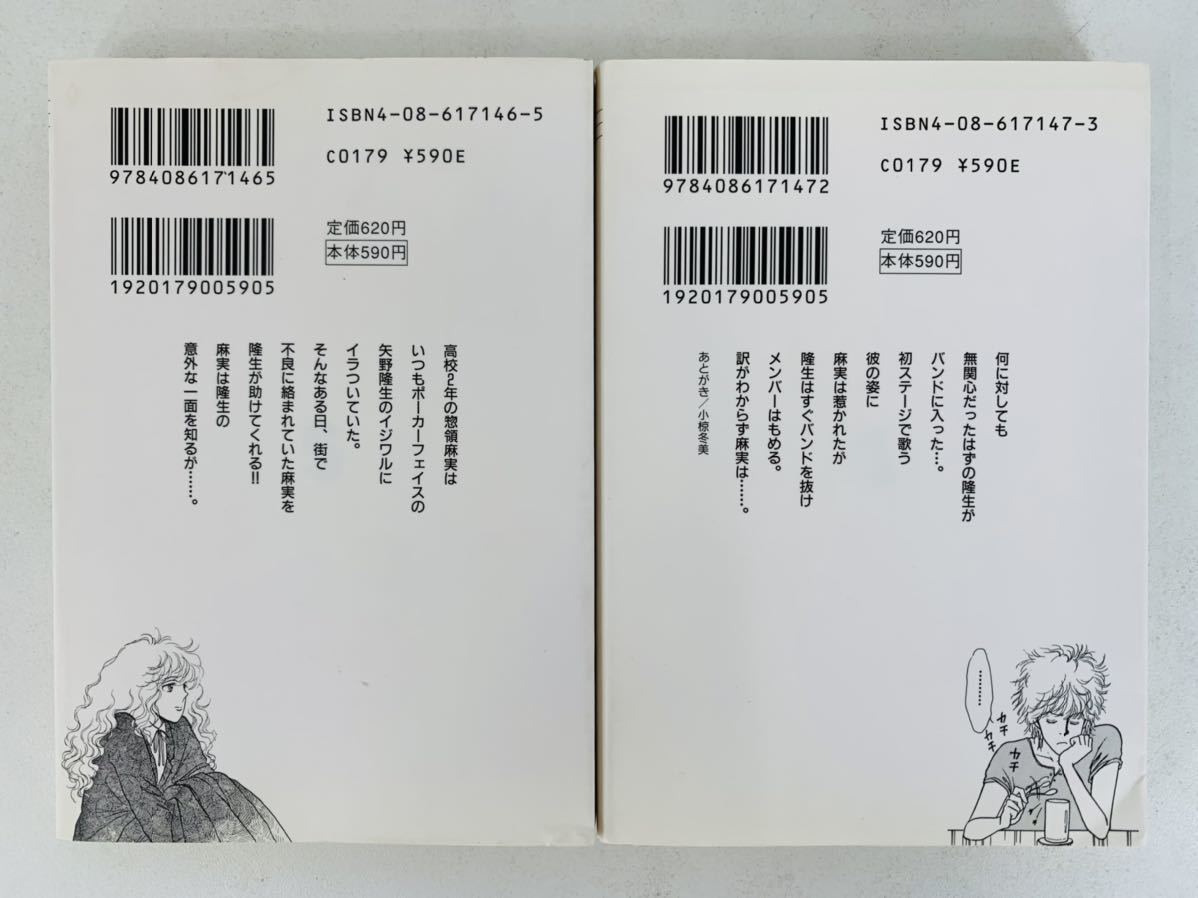 ISBN4-08-617146-5
C0179 ¥590E
9784086171465
定価620円
本体590円
1920179005905
高校2年の惣領麻実は
いつもポーカーフェイスの
矢野隆生のイジワルに
イラついていた。
そんなある日、街で
不良に絡まれていた麻実を
隆生が助けてくれる!!
麻実は隆生の
意外な一面を知るが……。
ISBN4-08-617147-3
C0179 ¥590E
9784086171472
定価620円
本体590円
1920179005905
何に対しても
無関心だったはずの隆生が
バンドに入った…。
初ステージで歌う
彼の姿に
麻実は惹かれたが
隆生はすぐバンドを抜け
メンバーはもめる。
訳がわからず麻実は……。
あとがき／小椋冬美
………
カチ
カチ
カチ